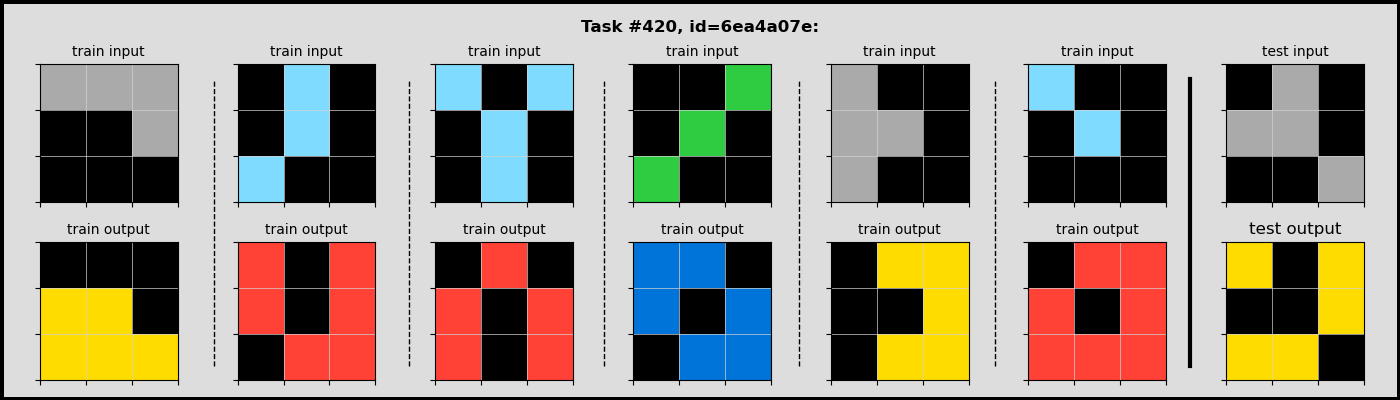 Task #420, id=6ea4a07e:
train input train input train input train input train input train input test input
train output train output train output train output train output train output test output